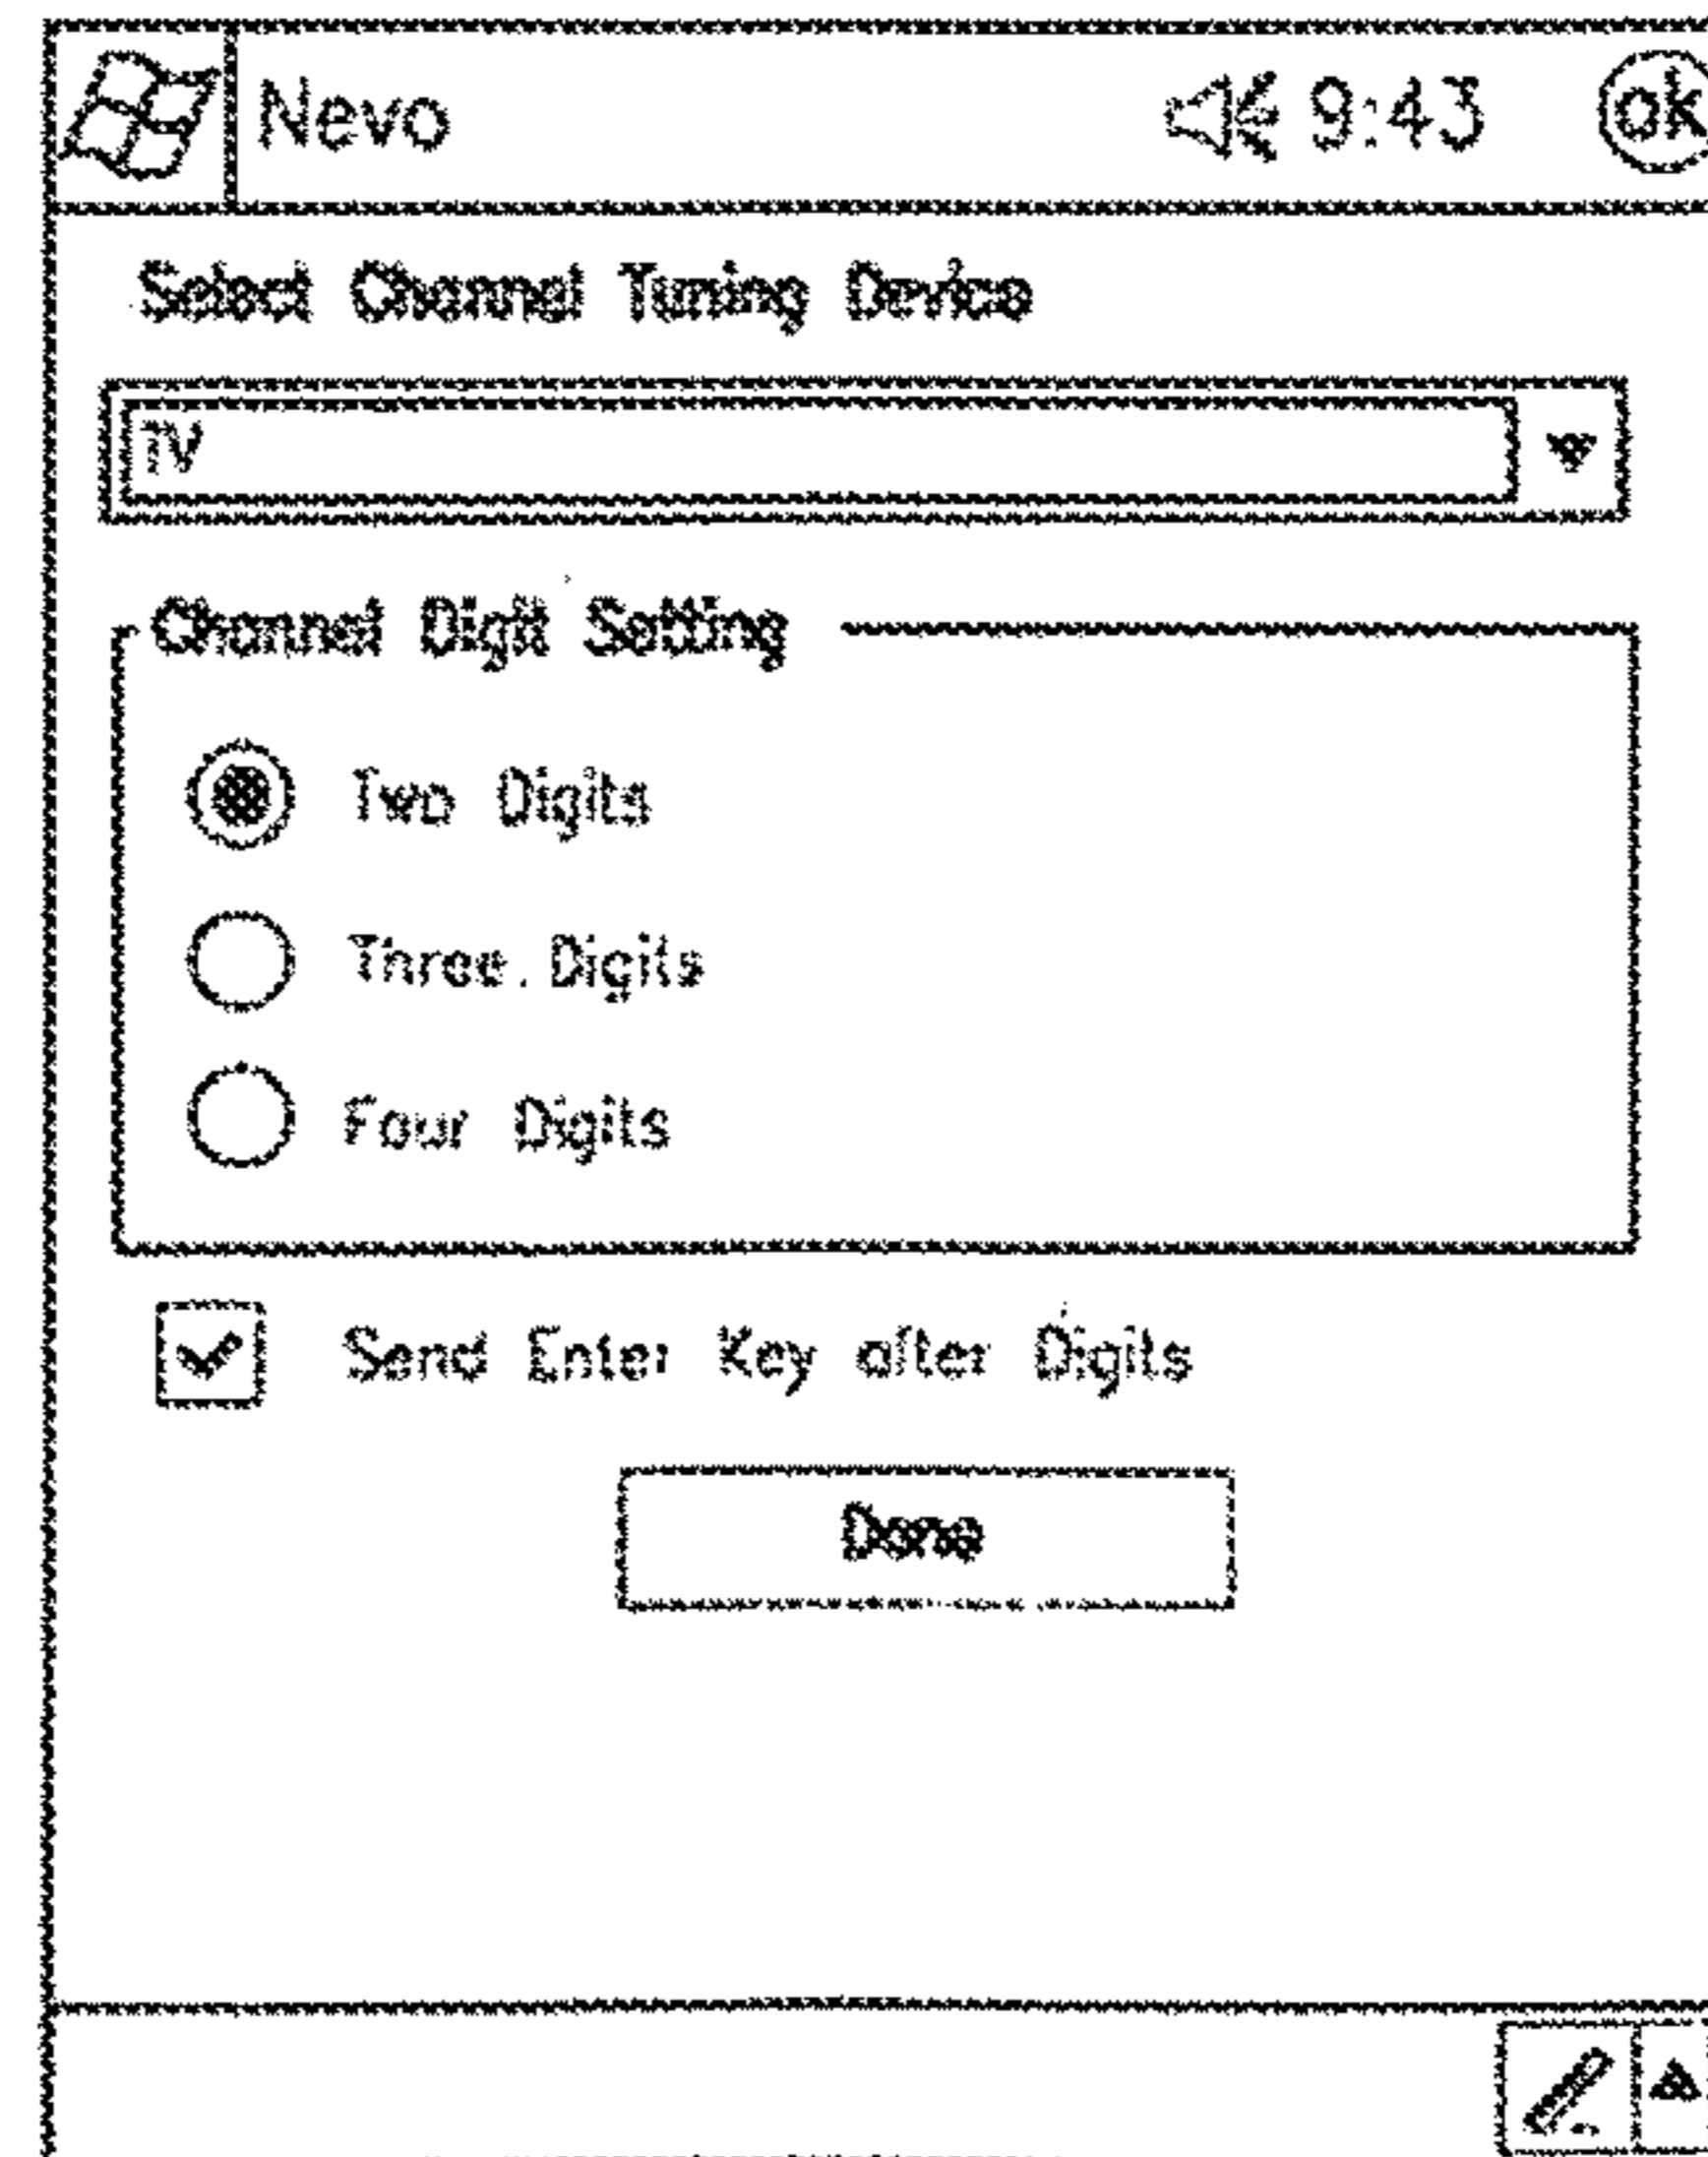 Nevo 9:43 ok
Select Channel Tuning Device
TV
Channel Digit Setting
Two Digits
Three Digits
Four Digits
Send Enter Key after Digits
Done